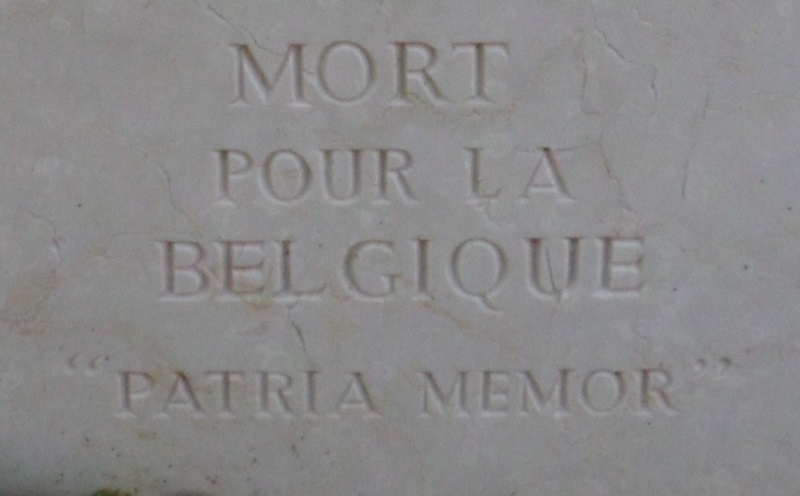 MORT
POUR LA
BELGIQUE
“PATRIA MEMOR”